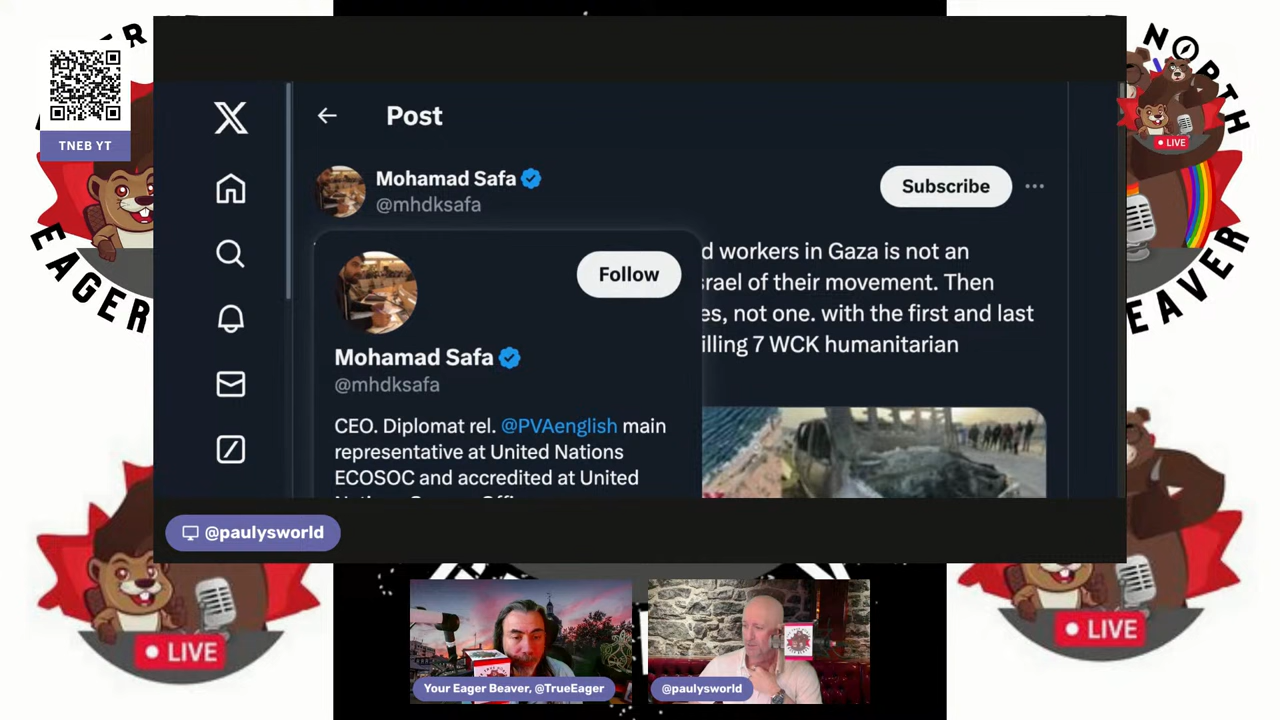 TNEB YT
EAGER
NORTH
LIVE
Post
Mohamad Safa
@mhdksafa
Subscribe
d workers in Gaza is not an
srael of their movement. Then
es, not one. with the first and last
illing 7 WCK humanitarian
Follow
Mohamad Safa
@mhdksafa
CEO. Diplomat rel. @PVAenglish main
representative at United Nations
ECOSOC and accredited at United
@paulysworld
EAVER
LIVE
LIVE
Your Eager Beaver, @TrueEager
@paulysworld